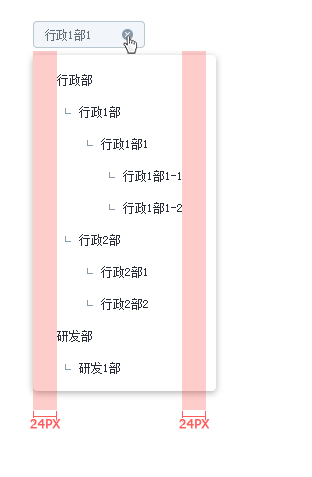 行政1部1
行政部
行政1部
行政1部1
行政1部1-1
行政1部1-2
行政2部
行政2部1
行政2部2
研发部
研发1部
24PX 24PX